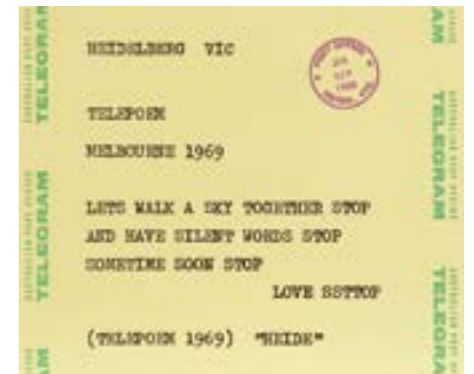 HEIDELBERG VIC
TELEPOEM
MELBOURNE 1969
LETS WALK A SKY TOGETHER STOP
AND HAVE SILENT WORDS STOP
SOMETIME SOON STOP
LOVE SSTTOP
(TELEPOEM 1969) "HEIDE"
TELEGRAM
TELEGRAM
TELEGRAM
TELEGRAM